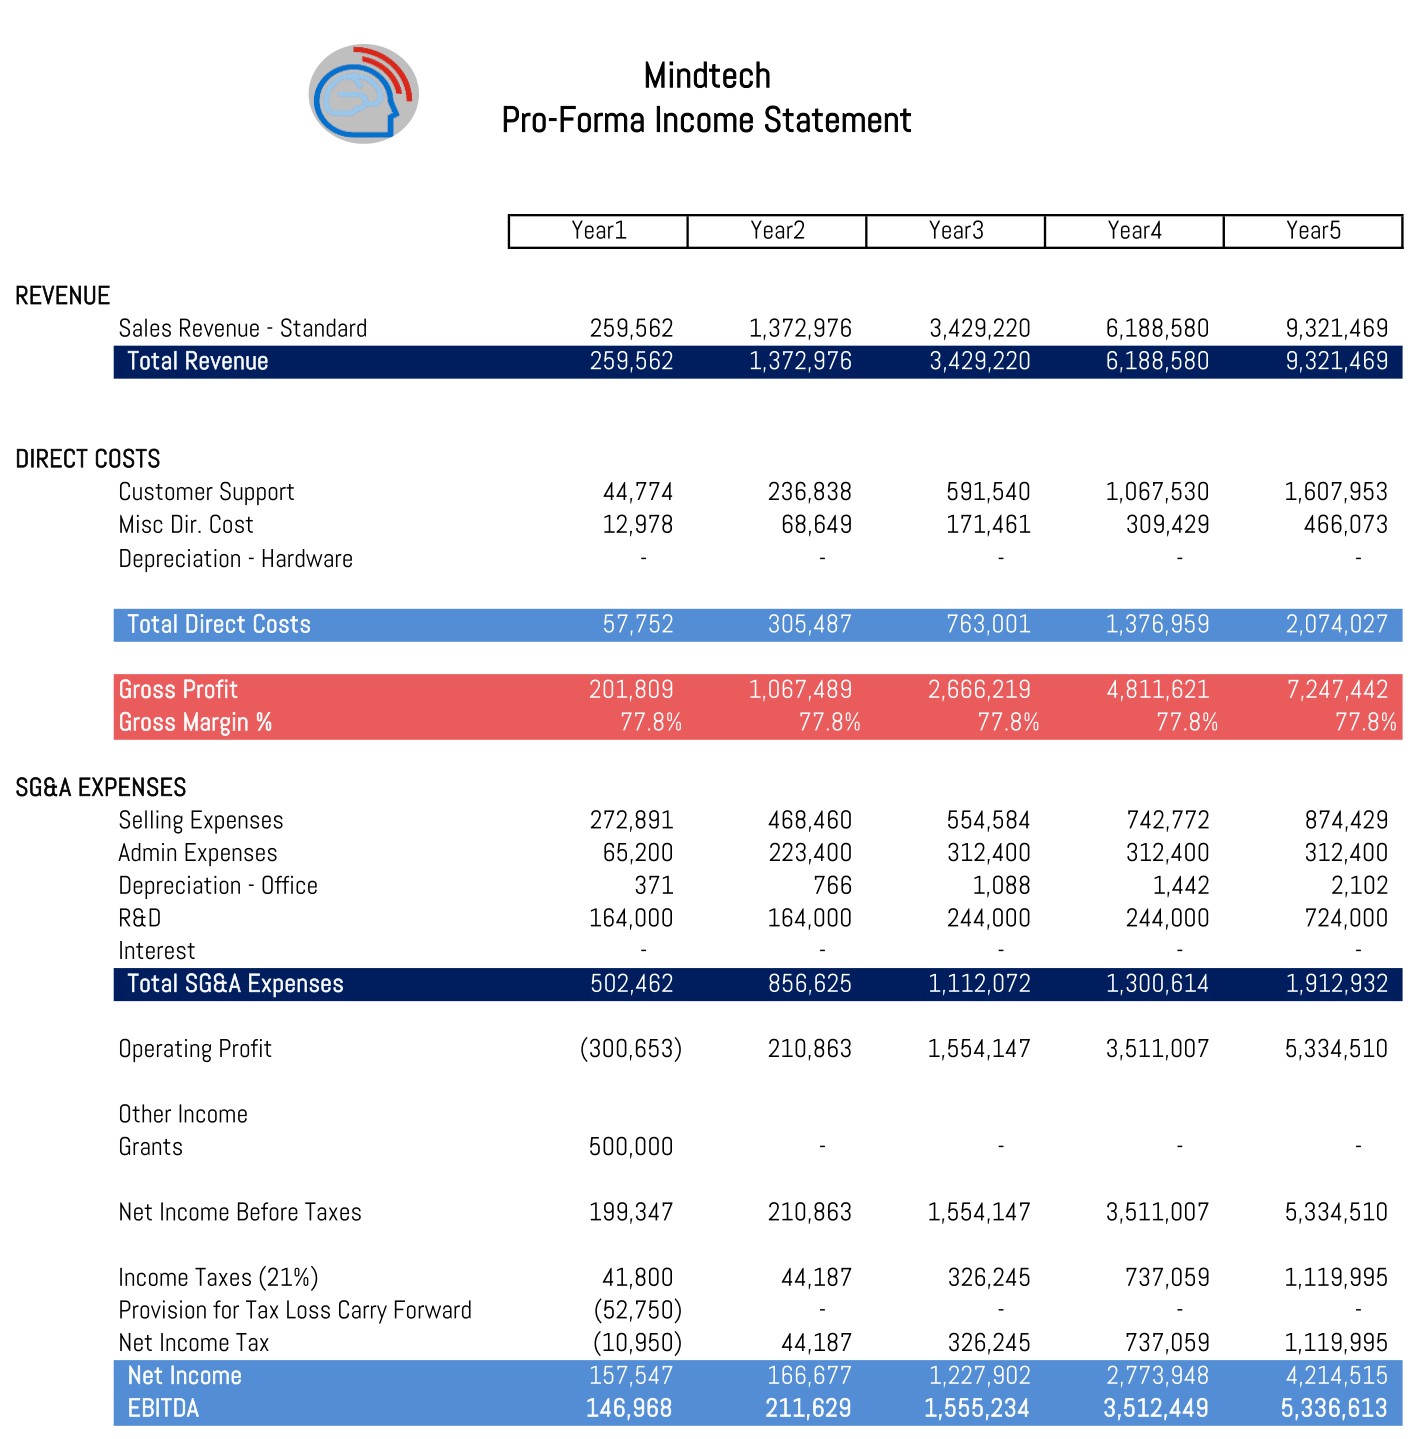 Mindtech
Pro-Forma Income Statement
Year1 Year2 Year3 Year4 Year5
REVENUE
Sales Revenue - Standard 259,562 1,372,976 3,429,220 6,188,580 9,321,469
Total Revenue 259,562 1,372,976 3,429,220 6,188,580 9,321,469
DIRECT COSTS
Customer Support 44,774 236,838 591,540 1,067,530 1,607,953
Misc Dir. Cost 12,978 68,649 171,461 309,429 466,073
Depreciation - Hardware - - - - -
Total Direct Costs 57,752 305,487 763,001 1,376,959 2,074,027
Gross Profit 201,809 1,067,489 2,666,219 4,811,621 7,247,442
Gross Margin % 77.8% 77.8% 77.8% 77.8% 77.8%
SG&A EXPENSES
Selling Expenses 272,891 468,460 554,584 742,772 874,429
Admin Expenses 65,200 223,400 312,400 312,400 312,400
Depreciation - Office 371 766 1,088 1,442 2,102
R&D 164,000 164,000 244,000 244,000 724,000
Interest - - - - -
Total SG&A Expenses 502,462 856,625 1,112,072 1,300,614 1,912,932
Operating Profit (300,653) 210,863 1,554,147 3,511,007 5,334,510
Other Income
Grants 500,000 - - - -
Net Income Before Taxes 199,347 210,863 1,554,147 3,511,007 5,334,510
Income Taxes (21%) 41,800 44,187 326,245 737,059 1,119,995
Provision for Tax Loss Carry Forward (52,750) - - - -
Net Income Tax (10,950) 44,187 326,245 737,059 1,119,995
Net Income 157,547 166,677 1,227,902 2,773,948 4,214,515
EBITDA 146,968 211,629 1,555,234 3,512,449 5,336,613